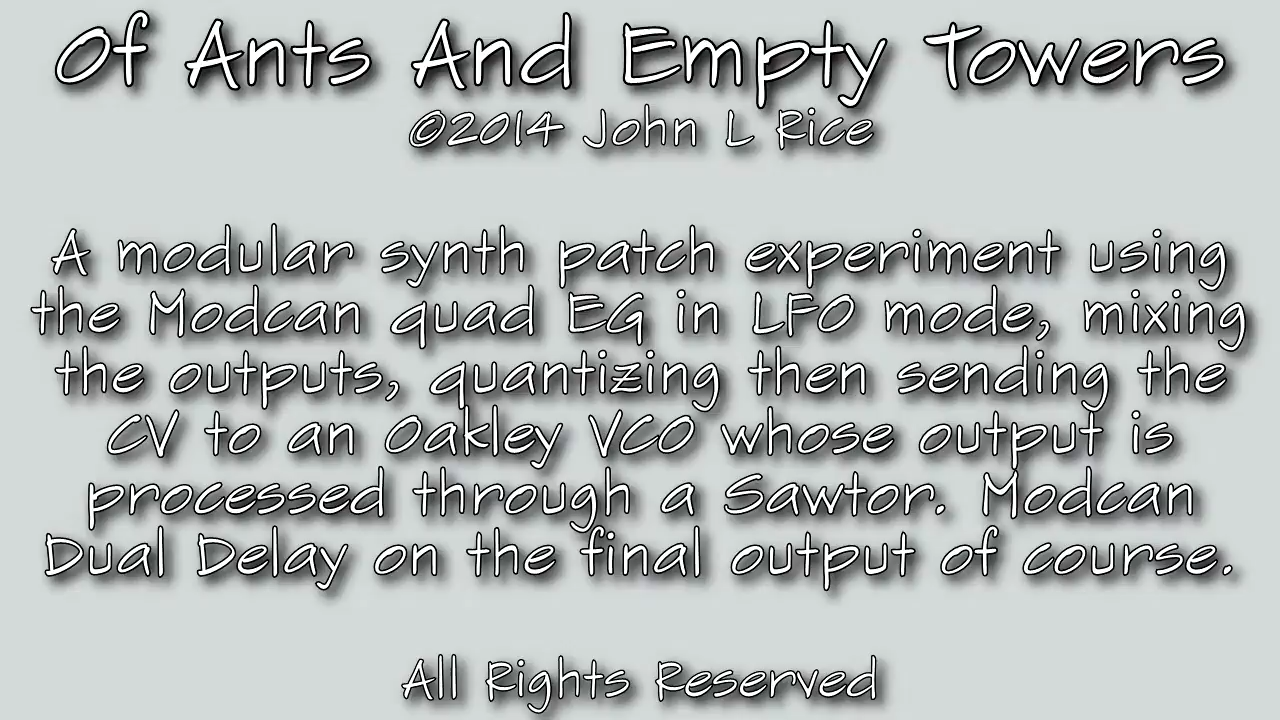 Of Ants And Empty Towers
©2014 John L Rice
A modular synth patch experiment using
the Modcan quad EG in LFO mode, mixing
the outputs, quantizing then sending the
CV to an Oakley VCO whose output is
processed through a Sawtor. Modcan
Dual Delay on the final output of course.
All Rights Reserved